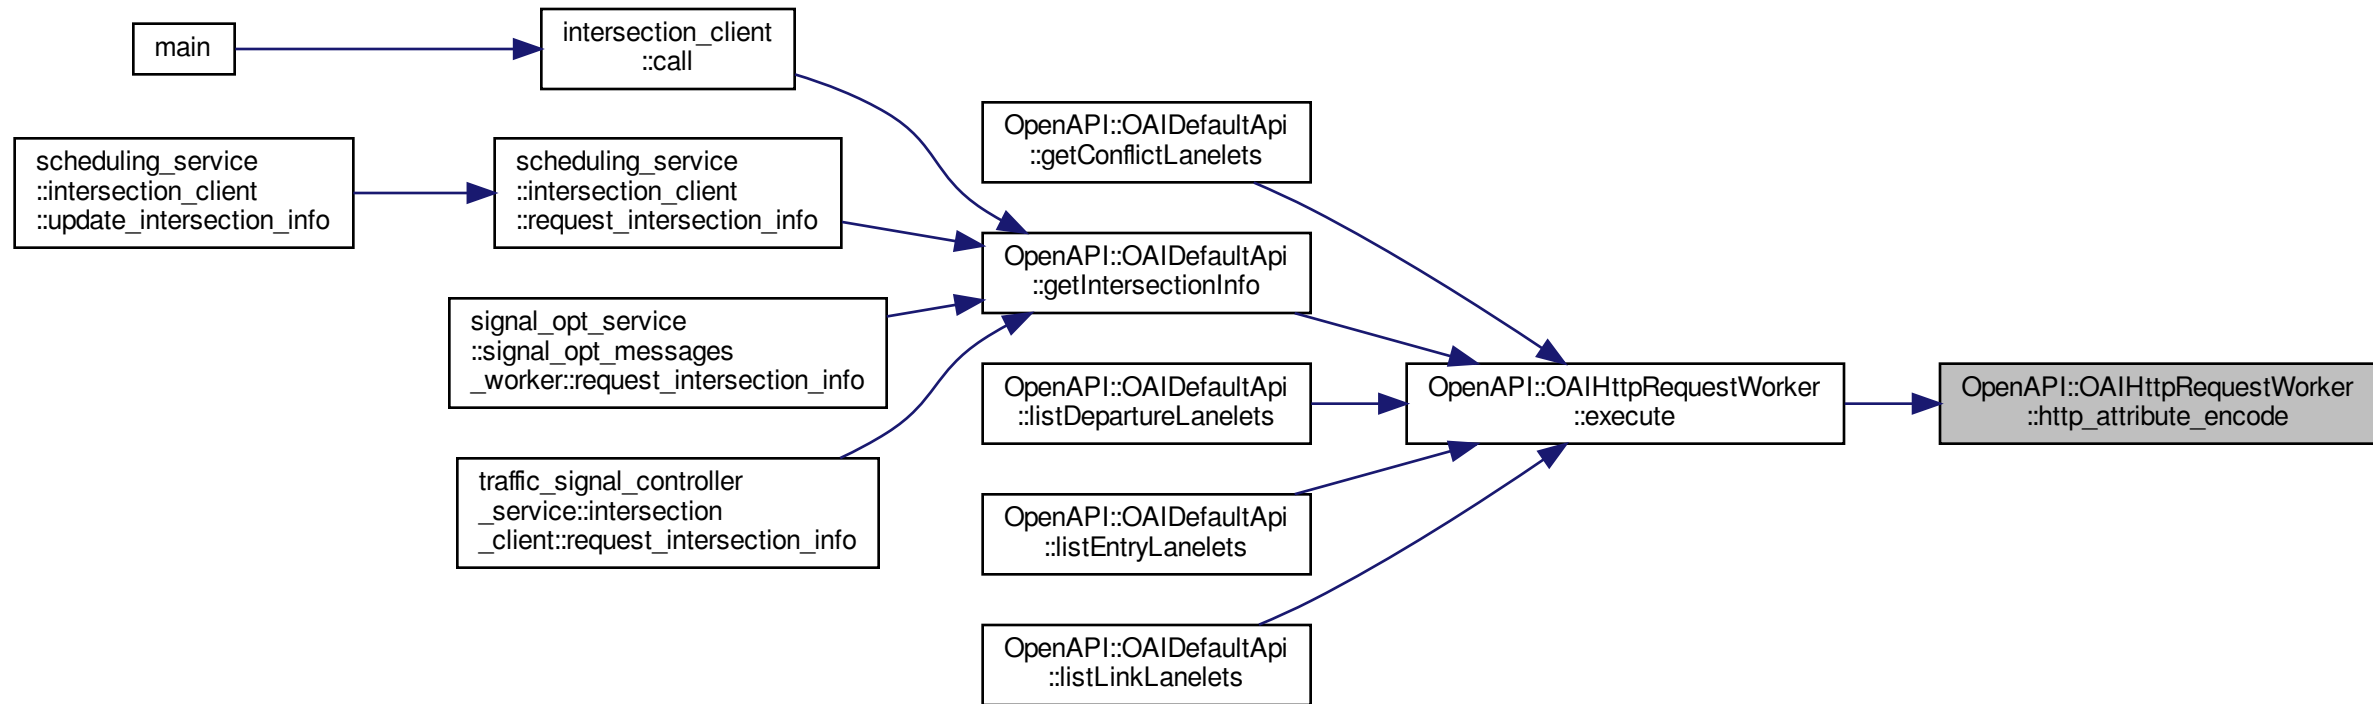 main
intersection_client
::call
scheduling_service
::intersection_client
::update_intersection_info
scheduling_service
::intersection_client
::request_intersection_info
signal_opt_service
::signal_opt_messages
_worker::request_intersection_info
traffic_signal_controller
_service::intersection
_client::request_intersection_info
OpenAPI::OAIDefaultApi
::getConflictLanelets
OpenAPI::OAIDefaultApi
::getIntersectionInfo
OpenAPI::OAIDefaultApi
::listDepartureLanelets
OpenAPI::OAIDefaultApi
::listEntryLanelets
OpenAPI::OAIDefaultApi
::listLinkLanelets
OpenAPI::OAIHttpRequestWorker
::execute
OpenAPI::OAIHttpRequestWorker
::http_attribute_encode